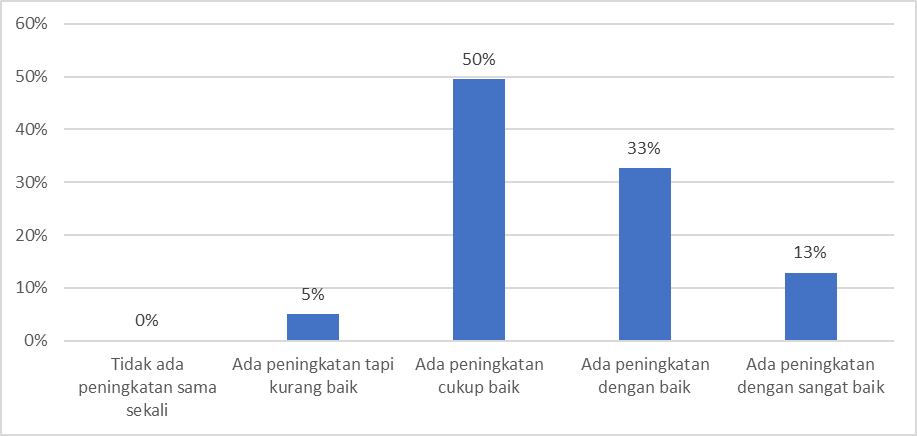 60%
50%
40%
30%
20%
10%
0%
0%
5%
50%
33%
13%
Tidak ada
peningkatan sama
sekali
Ada peningkatan tapi
kurang baik
Ada peningkatan
cukup baik
Ada peningkatan
dengan baik
Ada peningkatan
dengan sangat baik